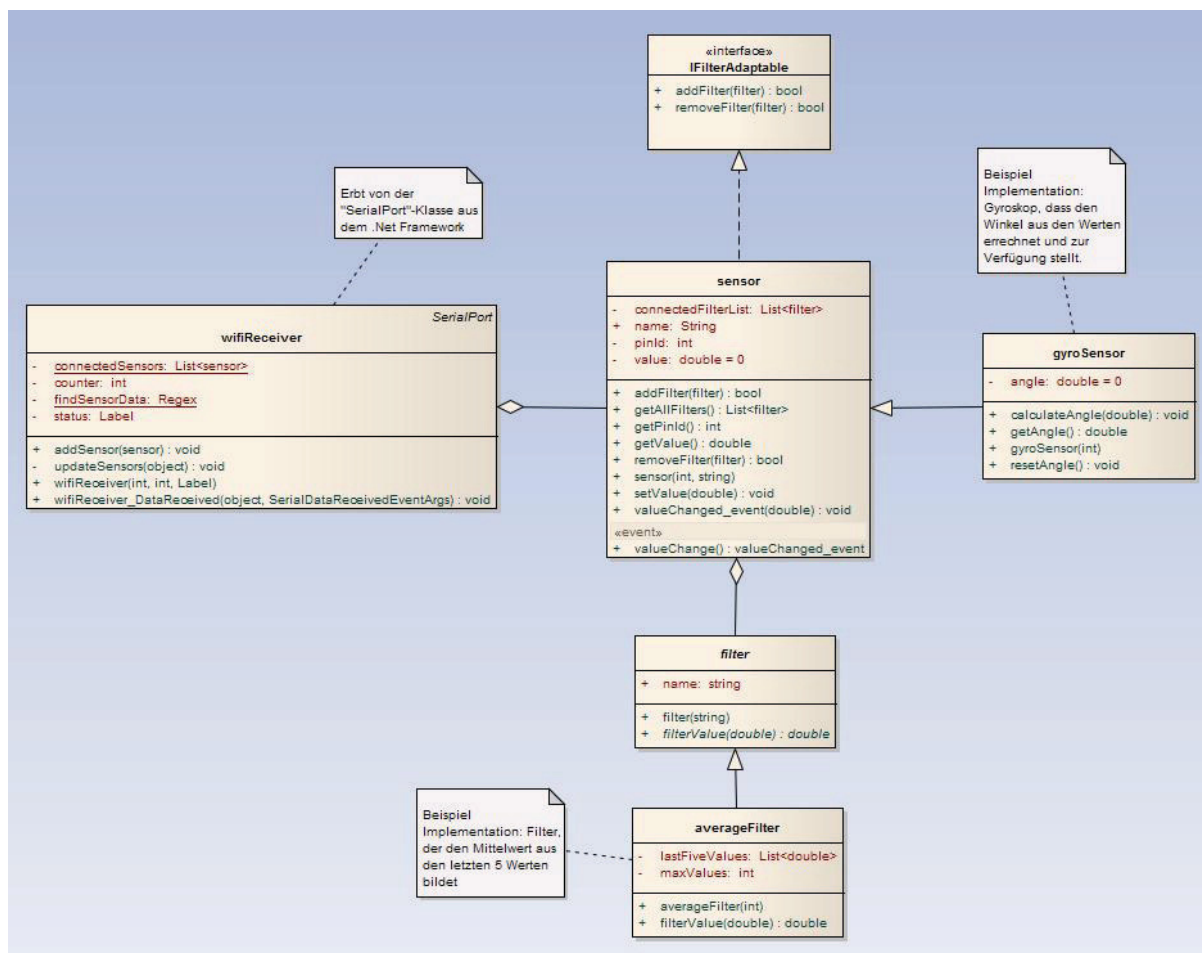 «interface»
IFilterAdaptable
+ addFilter(filter) : bool
+ removeFilter(filter) : bool
Erbt von der
"SerialPort"-Klasse aus
dem .Net Framework
Beispiel
Implementation:
Gyroskop, dass den
Winkel aus den Werten
errechnet und zur
Verfügung stellt.
SerialPort
wifiReceiver
- connectedSensors: List<sensor>
- counter: int
- findSensorData: Regex
- status: Label
+ addSensor(sensor) : void
- updateSensors(object) : void
+ wifiReceiver(int, int, Label)
+ wifiReceiver_DataReceived(object, SerialDataReceivedEventArgs) : void
sensor
- connectedFilterList: List<filter>
+ name: String
- pinId: int
- value: double = 0
+ addFilter(filter) : bool
+ getAllFilters() : List<filter>
+ getPinId() : int
+ getValue() : double
+ removeFilter(filter) : bool
+ sensor(int, string)
+ setValue(double) : void
+ valueChanged_event(double) : void
«event»
+ valueChange() : valueChanged_event
gyroSensor
- angle: double = 0
+ calculateAngle(double) : void
+ getAngle() : double
+ gyroSensor(int)
+ resetAngle() : void
filter
+ name: string
+ filter(string)
+ filterValue(double) : double
Beispiel
Implementation: Filter,
der den Mittelwert aus
den letzten 5 Werten
bildet
averageFilter
- lastFiveValues: List<double>
- maxValues: int
+ averageFilter(int)
+ filterValue(double) : double